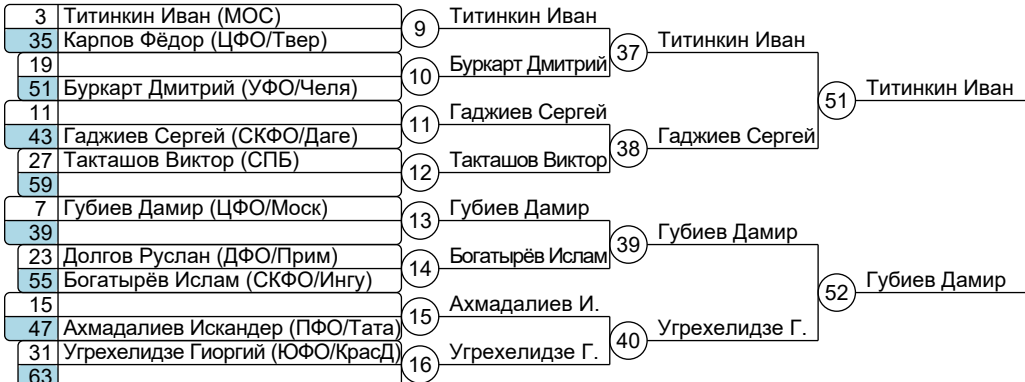 3 Титинкин Иван (МОС)
35 Карпов Фёдор (ЦФО/Твер)
19
51 Буркарт Дмитрий (УФО/Челя)
11
43 Гаджиев Сергей (СКФО/Даге)
27 Такташов Виктор (СПБ)
59
7 Губиев Дамир (ЦФО/Моск)
39
23 Долгов Руслан (ДФО/Прим)
55 Богатырёв Ислам (СКФО/Ингу)
15
47 Ахмадалиев Искандер (ПФО/Тата)
31 Угрехелидзе Гиоргий (ЮФО/КрасД)
63
9 Титинкин Иван
10 Буркарт Дмитрий
11 Гаджиев Сергей
12 Такташов Виктор
13 Губиев Дамир
14 Богатырёв Ислам
15 Ахмадалиев И.
16 Угрехелидзе Г.
37 Титинкин Иван
38 Гаджиев Сергей
39 Губиев Дамир
40 Угрехелидзе Г.
51 Титинкин Иван
52 Губиев Дамир